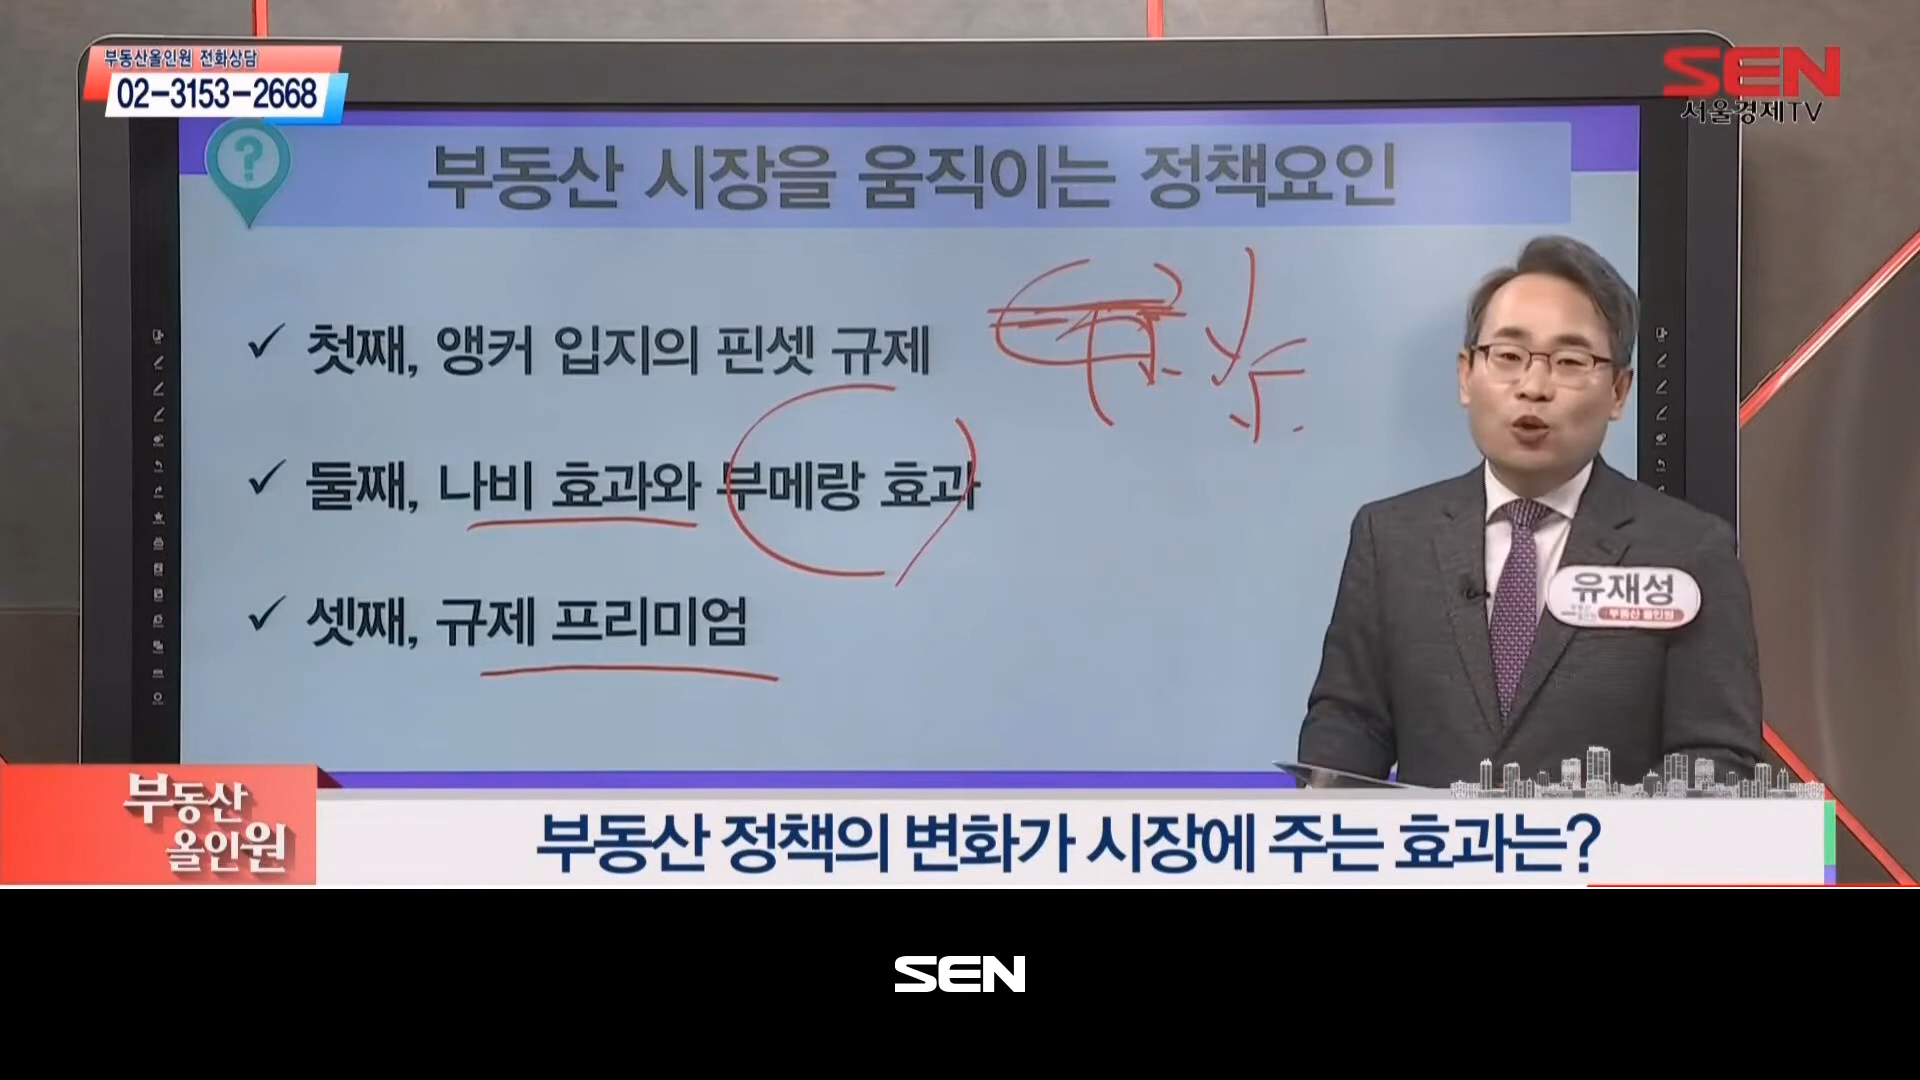 부동산올인원 전화상담
02-3153-2668
SEN
서울경제TV
부동산 시장을 움직이는 정책요인
첫째, 앵커 입지의 핀셋 규제
둘째, 나비 효과와 부메랑 효과
셋째, 규제 프리미엄
유재성
부동산 올인원
부동산
올인원
부동산 정책의 변화가 시장에 주는 효과는?
SEN